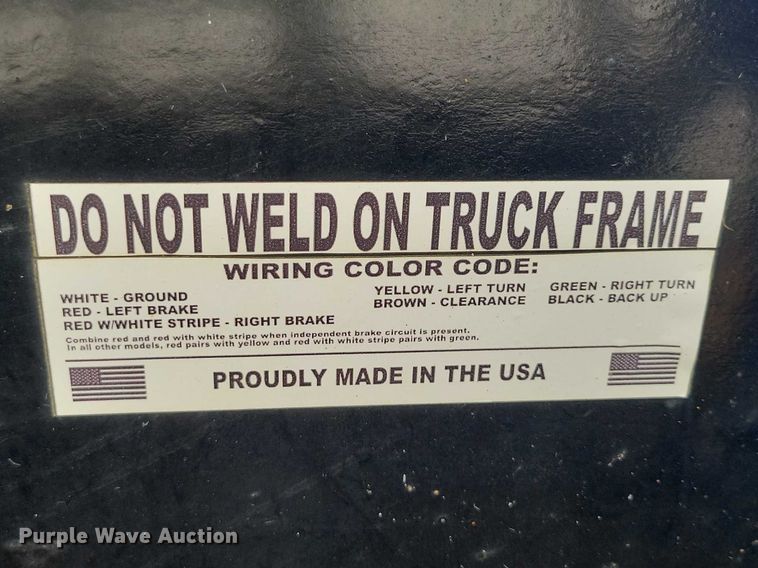 DO NOT WELD ON TRUCK FRAME
WIRING COLOR CODE:
WHITE - GROUND
RED - LEFT BRAKE
RED W/WHITE STRIPE - RIGHT BRAKE
YELLOW - LEFT TURN
BROWN - CLEARANCE
GREEN - RIGHT TURN
BLACK - BACK UP
Combine red and red with white stripe when independent brake circuit is present.
In all other models, red pairs with yellow and red with white stripe pairs with green.
PROUDLY MADE IN THE USA
Purple Wave Auction